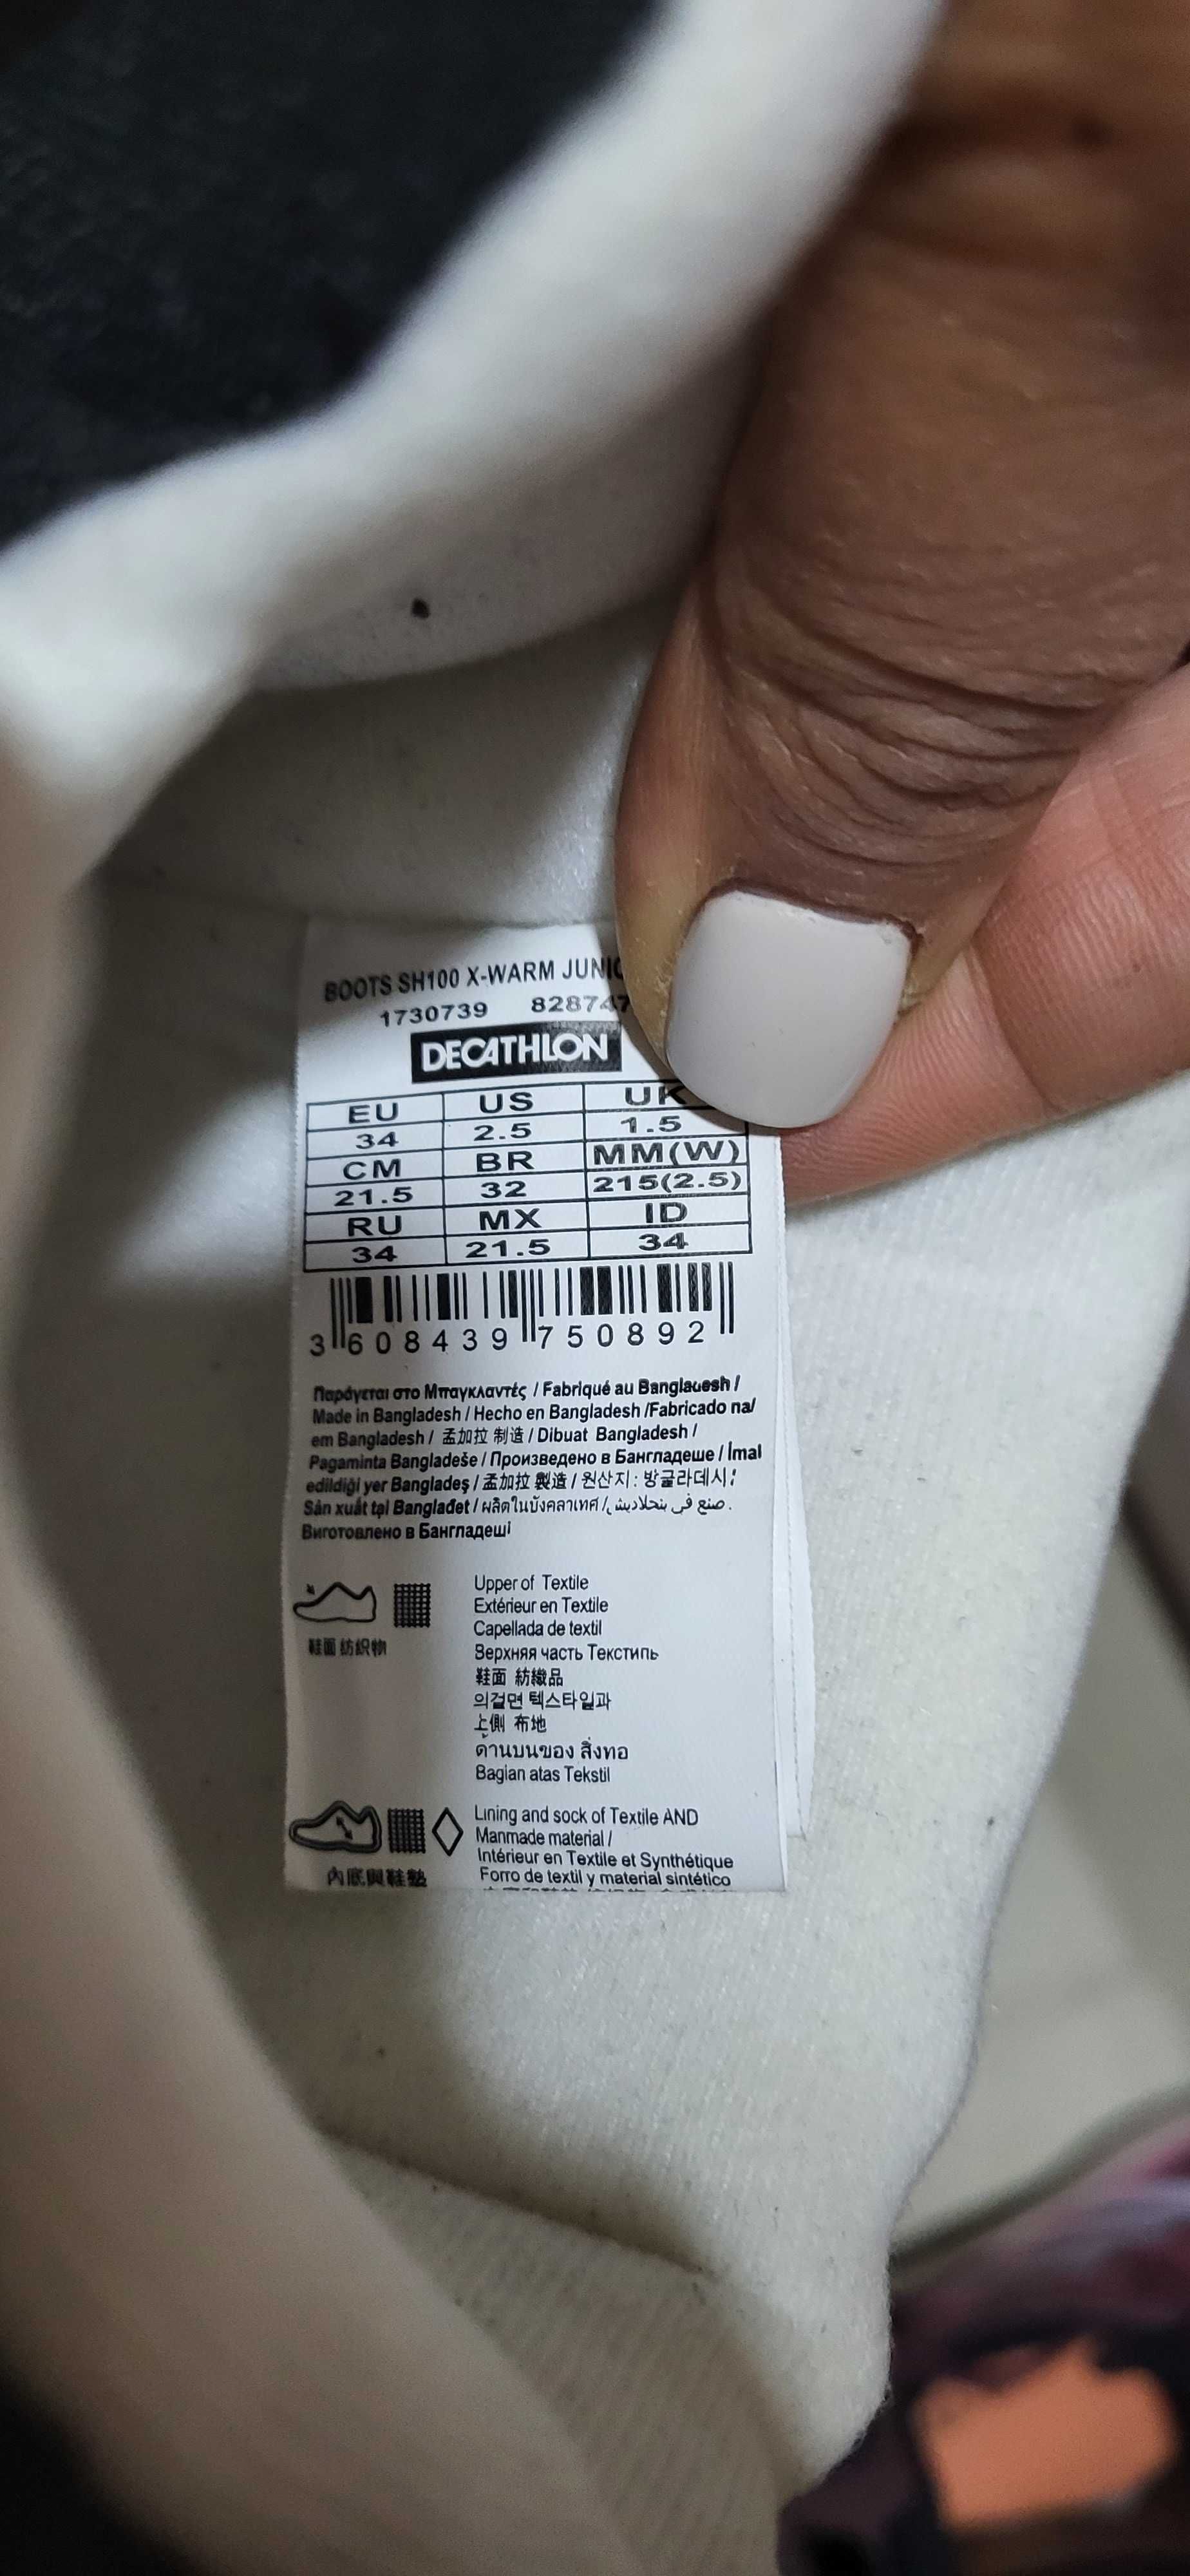 BOOTS SH100 X-WARM
1730739 828747
DECATHLON
EU US UK
34 2.5 1.5
CM BR MM(W)
21.5 32 215(2.5)
RU MX ID
34 21.5 34
3 608439 750892
Παράγεται στο Μπαγκλαντές / Fabriqué au Bangladesh /
Made in Bangladesh / Hecho en Bangladesh /Fabricado na/
em Bangladesh / 孟加拉 制造 / Dibuat Bangladesh /
Pagaminta Bangladeše / Произведено в Бангладеше / İmal
edildiği yer Bangladeş / 孟加拉 製造 / 원산지: 방글라데시;
Sản xuất tại Banglađet / ผลิตในบังคลาเทศ / صنع في بنجلاديش.
Виготовлено в Бангладеші
Upper of Textile
Extérieur en Textile
Capellada de textil
Верхняя часть Текстиль
鞋面 纺织物
鞋面 紡織品
의겉면 텍스타일과
上側 布地
ด้านบนของ สิ่งทอ
Bagian atas Tekstil
Lining and sock of Textile AND
Manmade material /
Intérieur en Textile et Synthétique
Forro de textil y material sintético
內底與鞋墊